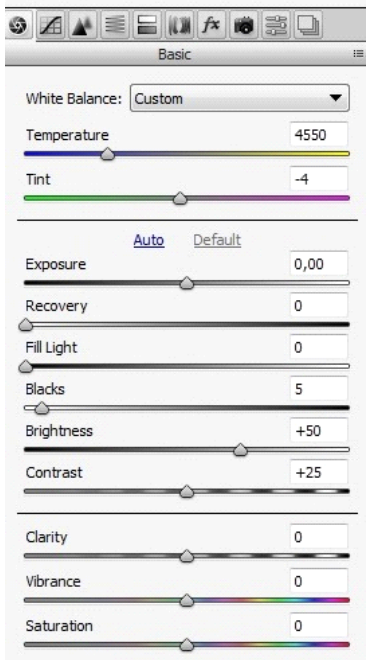 fx
Basic
White Balance: Custom
Temperature 4550
Tint -4
Auto Default
Exposure 0,00
Recovery 0
Fill Light 0
Blacks 5
Brightness +50
Contrast +25
Clarity 0
Vibrance 0
Saturation 0